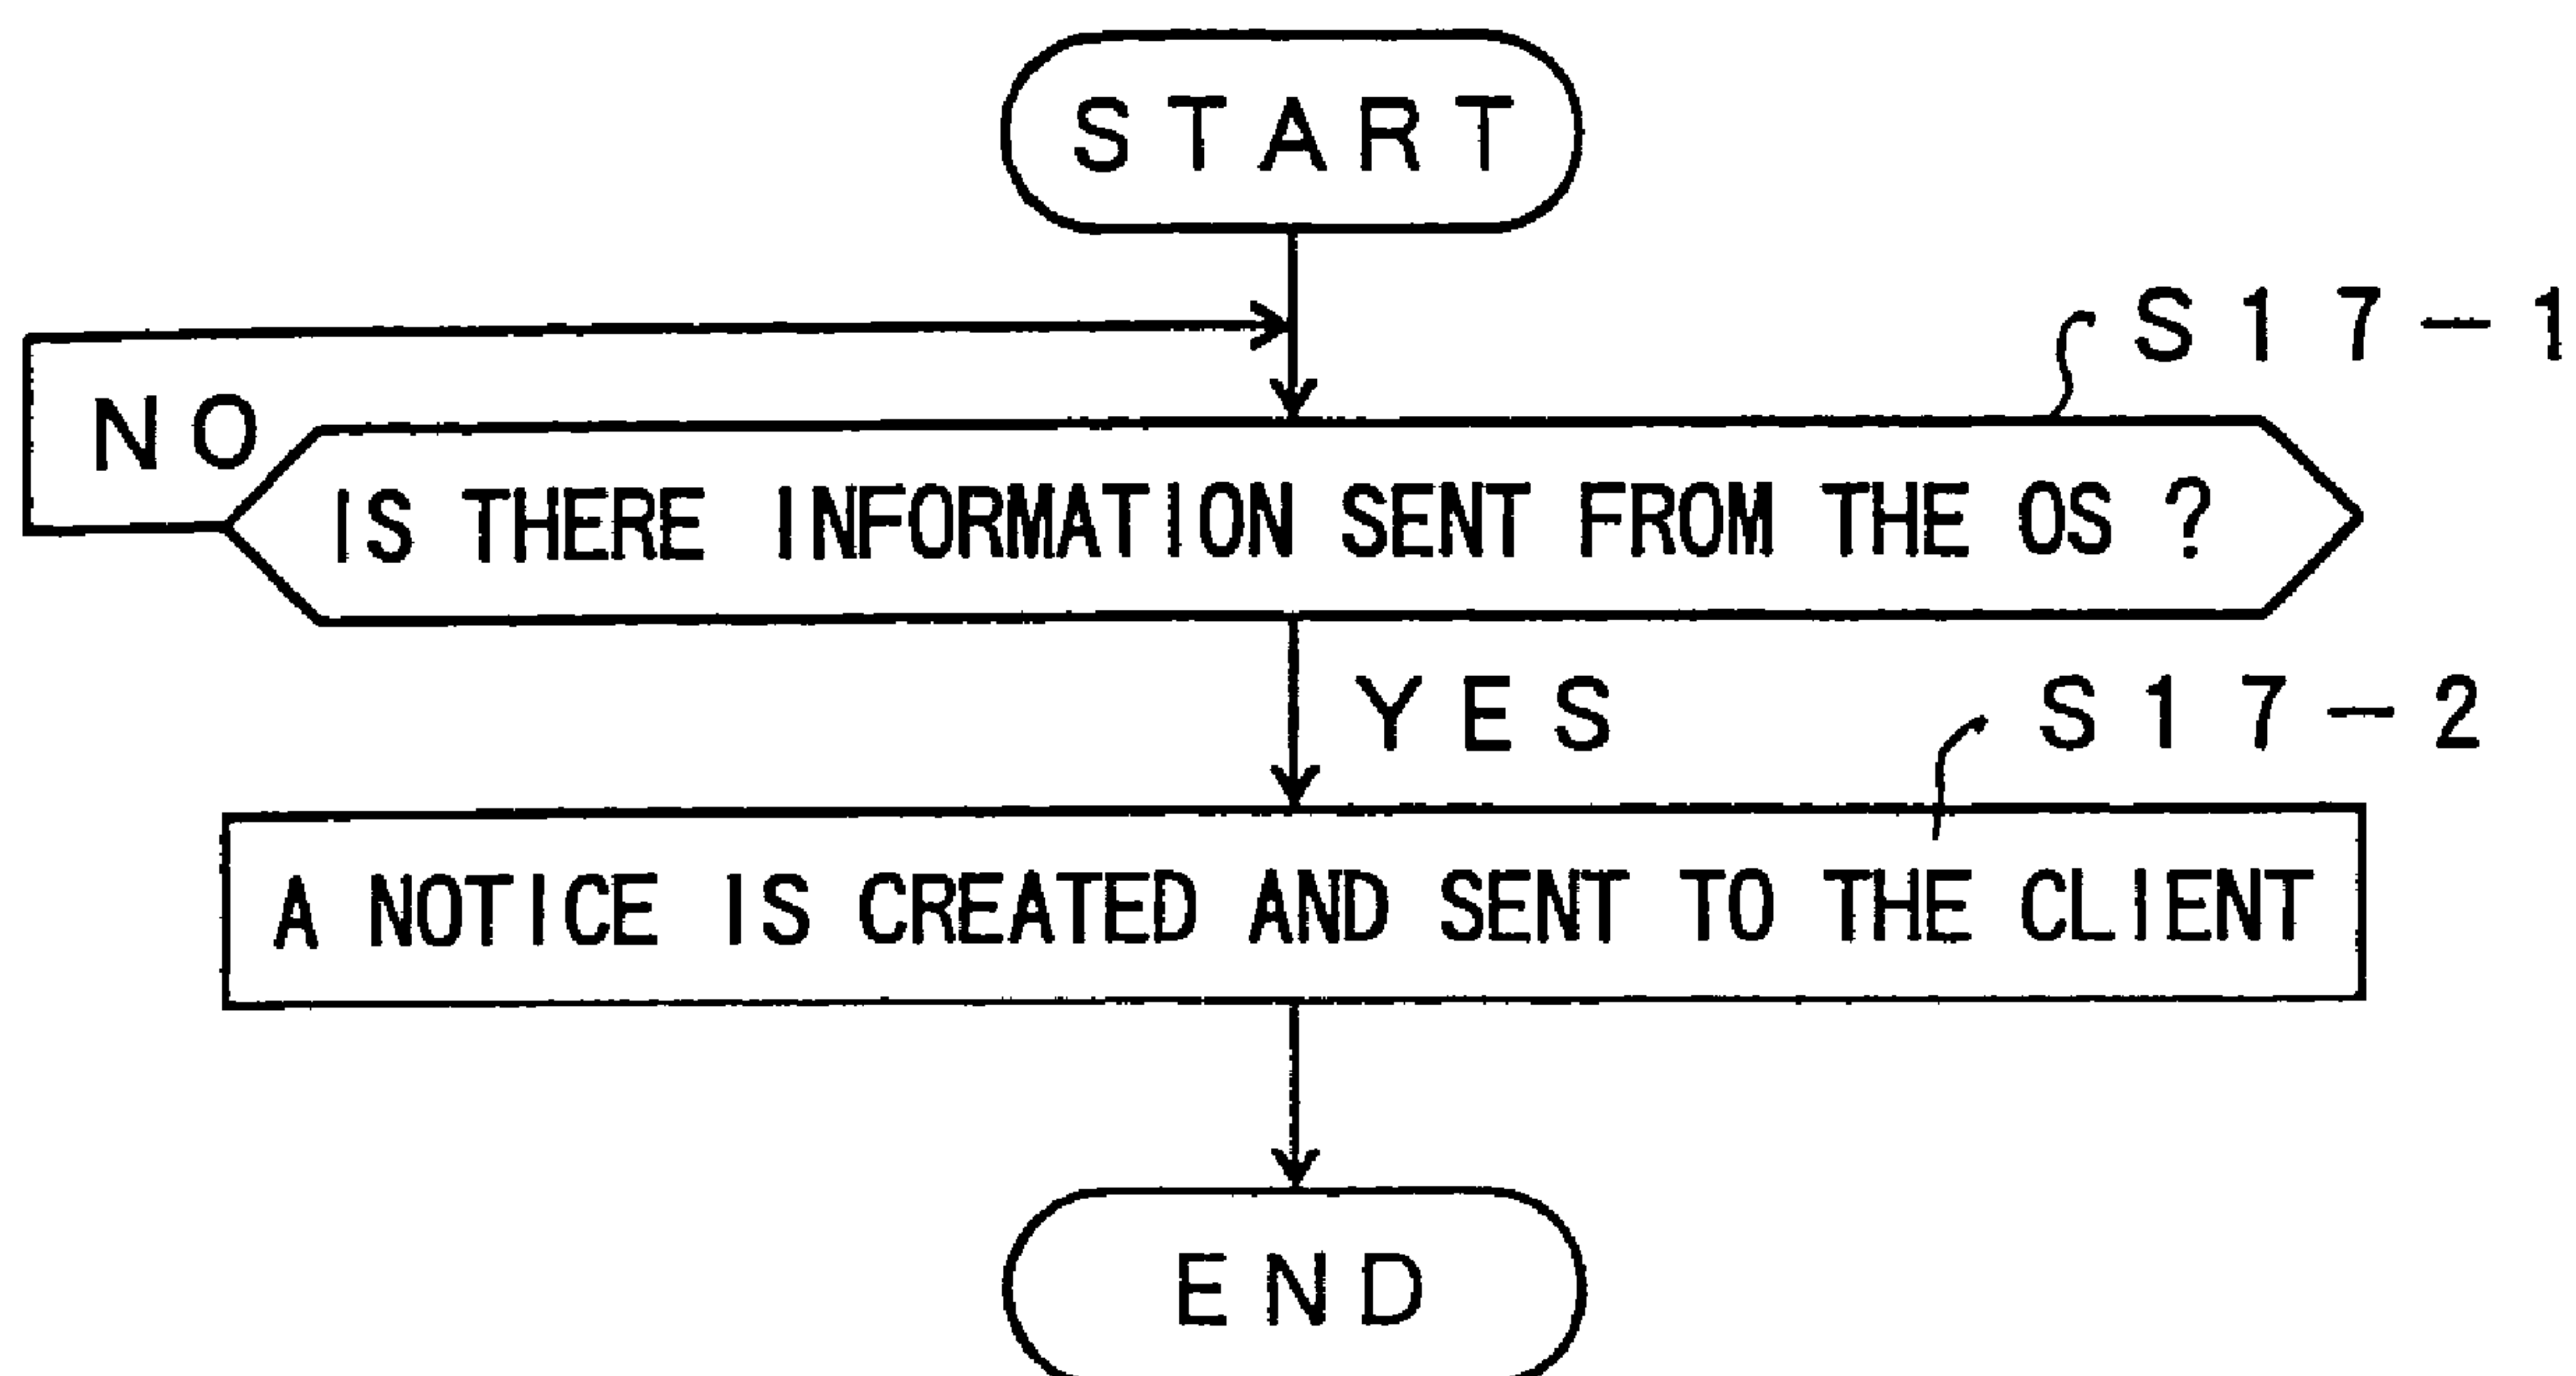 START
S17-1
NO
IS THERE INFORMATION SENT FROM THE OS ?
YES
S17-2
A NOTICE IS CREATED AND SENT TO THE CLIENT
END